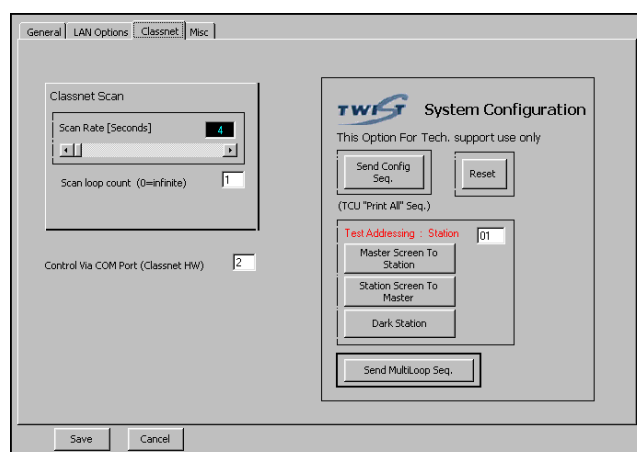 General LAN Options Classnet Misc
Classnet Scan
Scan Rate [Seconds] 4
Scan loop count (0=infinite) 1
Control Via COM Port (Classnet HW) 2
TWIST System Configuration
This Option For Tech. support use only
Send Config
Seq.
Reset
(TCU "Print All" Seq.)
Test Addressing : Station 01
Master Screen To
Station
Station Screen To
Master
Dark Station
Send MultiLoop Seq.
Save Cancel